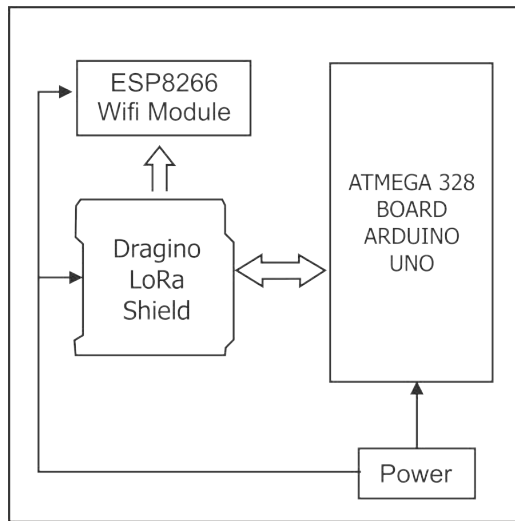 ESP8266
Wifi Module
ATMEGA 328
BOARD
ARDUINO
UNO
Dragino
LoRa
Shield
Power